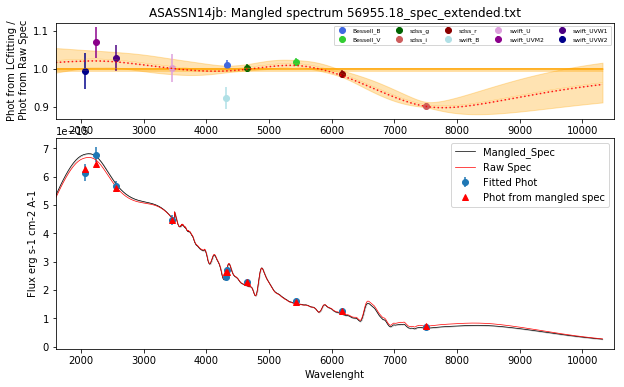 ASASSN14jb: Mangled spectrum 56955.18_spec_extended.txt
Phot from LCfitting /
Phot from Raw Spec
1.1
1.0
0.9
Bessell_B
Bessell_V
sdss_g
sdss_i
sdss_r
swift_B
swift_U
swift_UVM2
swift_UVW1
swift_UVW2
2000 3000 4000 5000 6000 7000 8000 9000 10000
1e−15
Flux erg s-1 cm-2 A-1
7
6
5
4
3
2
1
0
Mangled_Spec
Raw Spec
Fitted Phot
Phot from mangled spec
2000 3000 4000 5000 6000 7000 8000 9000 10000
Wavelenght